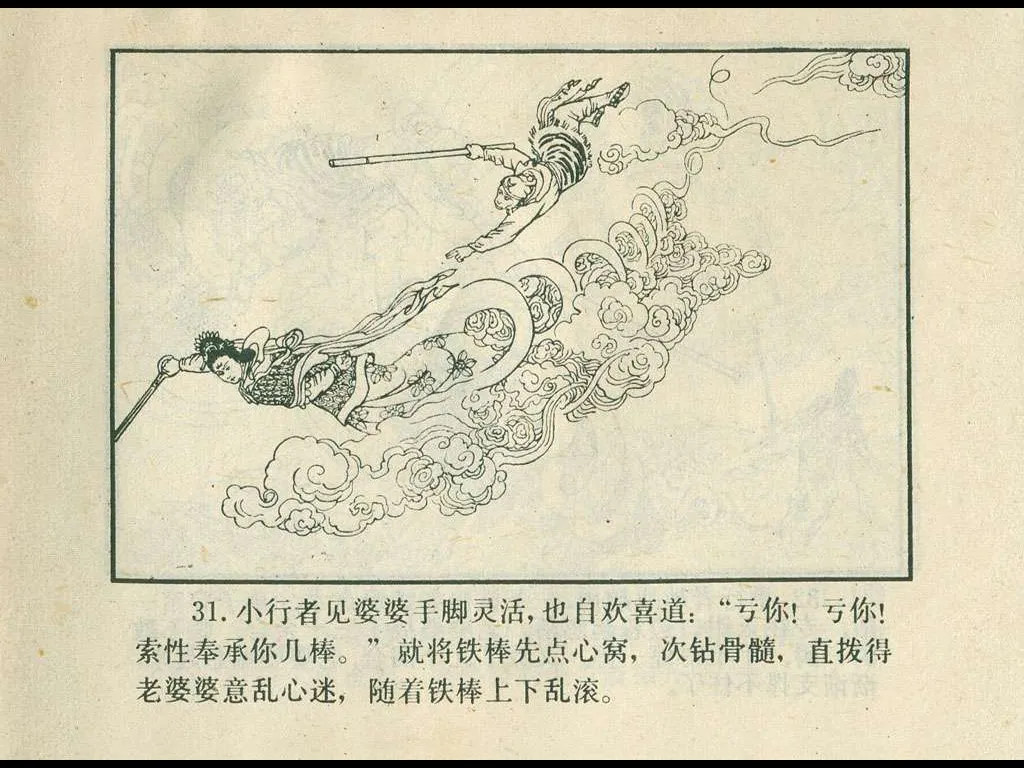 31.小行者见婆婆手脚灵活，也自欢喜道：“亏你！亏你！
索性奉承你几棒。”就将铁棒先点心窝，次钻骨髓，直拨得
老婆婆意乱心迷，随着铁棒上下乱滚。